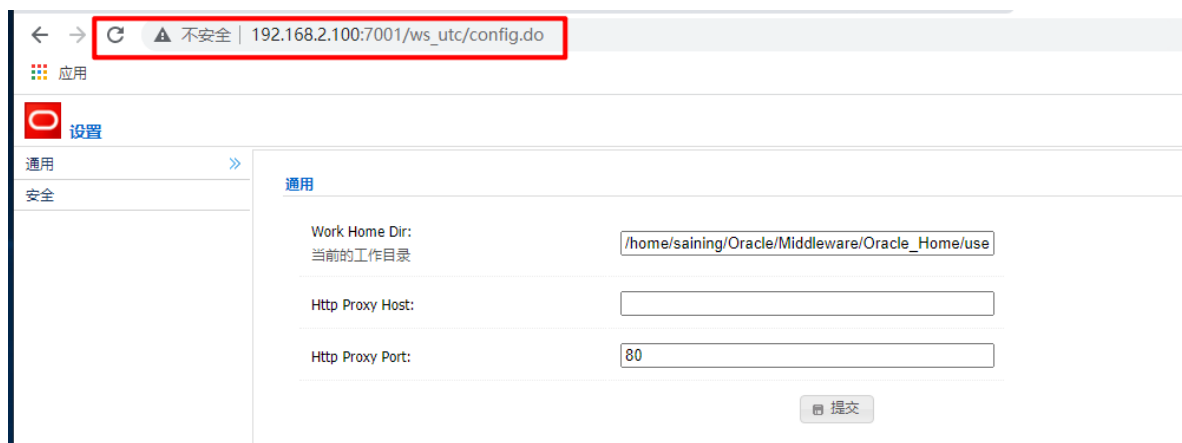 不安全 | 192.168.2.100:7001/ws_utc/config.do
应用
设置
通用
安全
通用
Work Home Dir:
当前的工作目录
/home/saining/Oracle/Middleware/Oracle_Home/use
Http Proxy Host:
Http Proxy Port:
80
提交